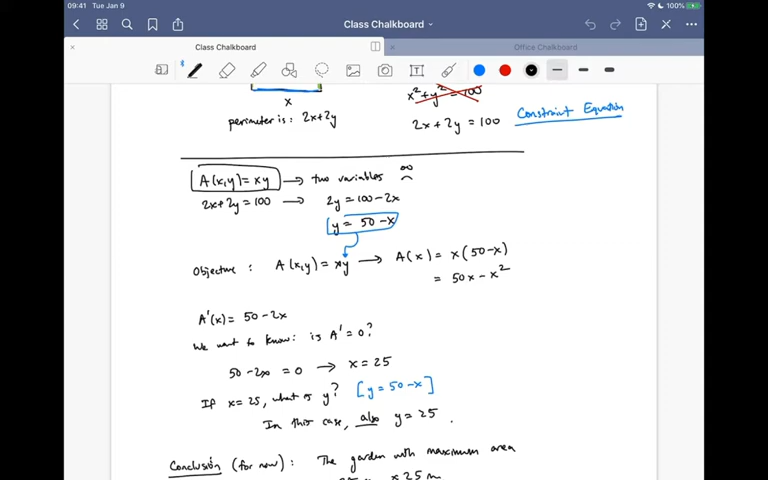 09:41 Tue Jan 9
100%
Class Chalkboard
Class Chalkboard
Office Chalkboard
x
x² + y² = 100
perimeter is: 2x+2y
2x + 2y = 100
Constraint Equation
A(x,y) = xy → two variables
2x+2y = 100 → 2y = 100 - 2x
y = 50 - x
Objective: A(x,y) = xy → A(x) = x(50-x)
= 50x - x²
A'(x) = 50 - 2x
We want to know: is A' = 0?
50 - 2x = 0 → x = 25
If x = 25, what is y? [y = 50 - x]
In this case, also y = 25.
Conclusion (for now): The garden with maximum area
x 25 m